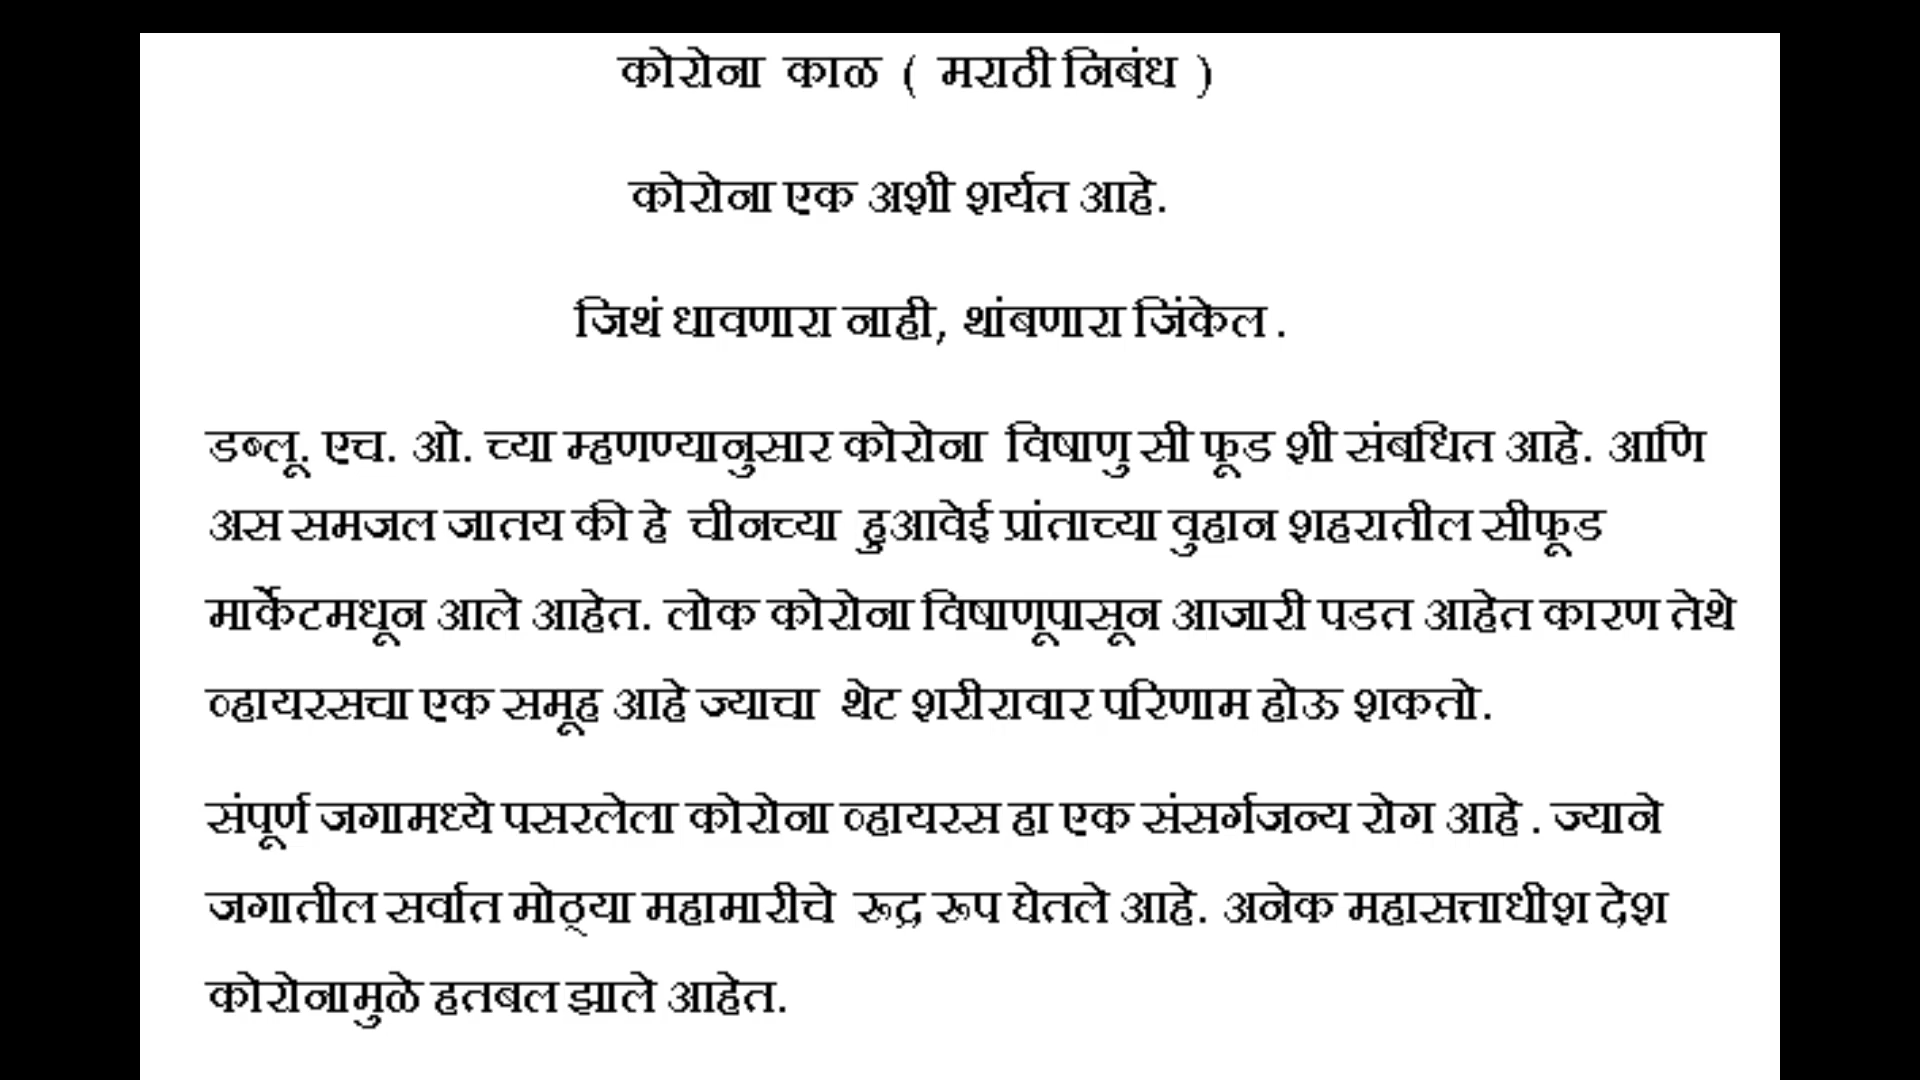 कोरोना काळ ( मराठी निबंध )
कोरोना एक अशी शर्यत आहे.
जिथं धावणारा नाही, थांबणारा जिंकेल .
डब्लू. एच. ओ. च्या म्हणण्यानुसार कोरोना विषाणु सी फूड शी संबधित आहे. आणि
अस समजल जातय की हे चीनच्या हुआवेई प्रांताच्या वुहान शहरातील सीफूड
मार्केटमधून आले आहेत. लोक कोरोना विषाणूपासून आजारी पडत आहेत कारण तेथे
व्हायरसचा एक समूह आहे ज्याचा थेट शरीरावार परिणाम होऊ शकतो.
संपूर्ण जगामध्ये पसरलेला कोरोना व्हायरस हा एक संसर्गजन्य रोग आहे . ज्याने
जगातील सर्वात मोठ्या महामारीचे रूद्र रूप घेतले आहे. अनेक महासत्ताधीश देश
कोरोनामुळे हतबल झाले आहेत.